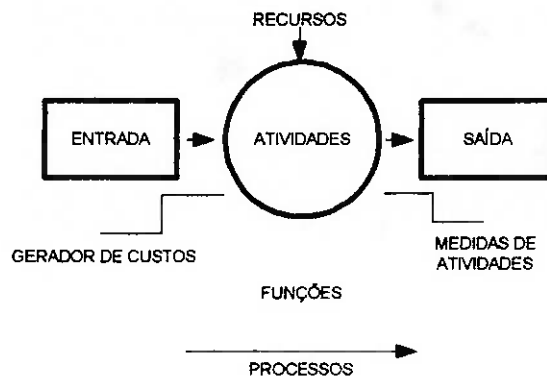 RECURSOS
ENTRADA
ATIVIDADES
SAÍDA
GERADOR DE CUSTOS
MEDIDAS DE
ATIVIDADES
FUNÇÕES
PROCESSOS